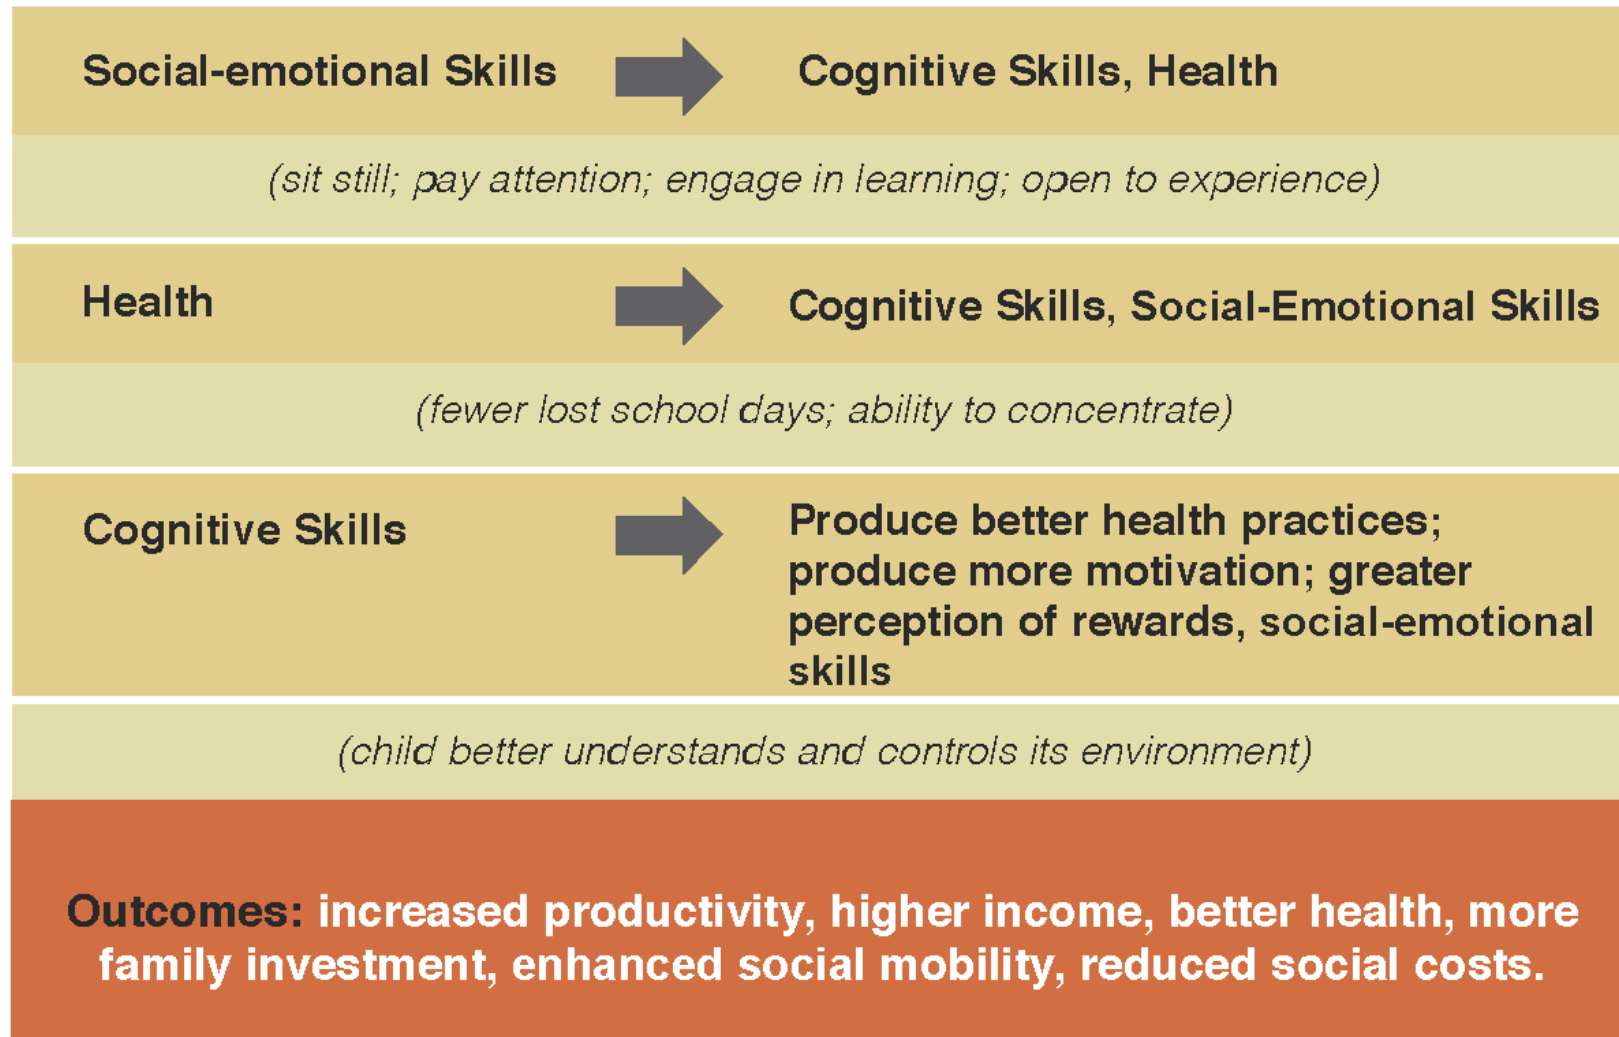 Social-emotional Skills
Cognitive Skills, Health
(sit still; pay attention; engage in learning; open to experience)
Health
Cognitive Skills, Social-Emotional Skills
(fewer lost school days; ability to concentrate)
Cognitive Skills
Produce better health practices;
produce more motivation; greater
perception of rewards, social-emotional
skills
(child better understands and controls its environment)
Outcomes: increased productivity, higher income, better health, more
family investment, enhanced social mobility, reduced social costs.